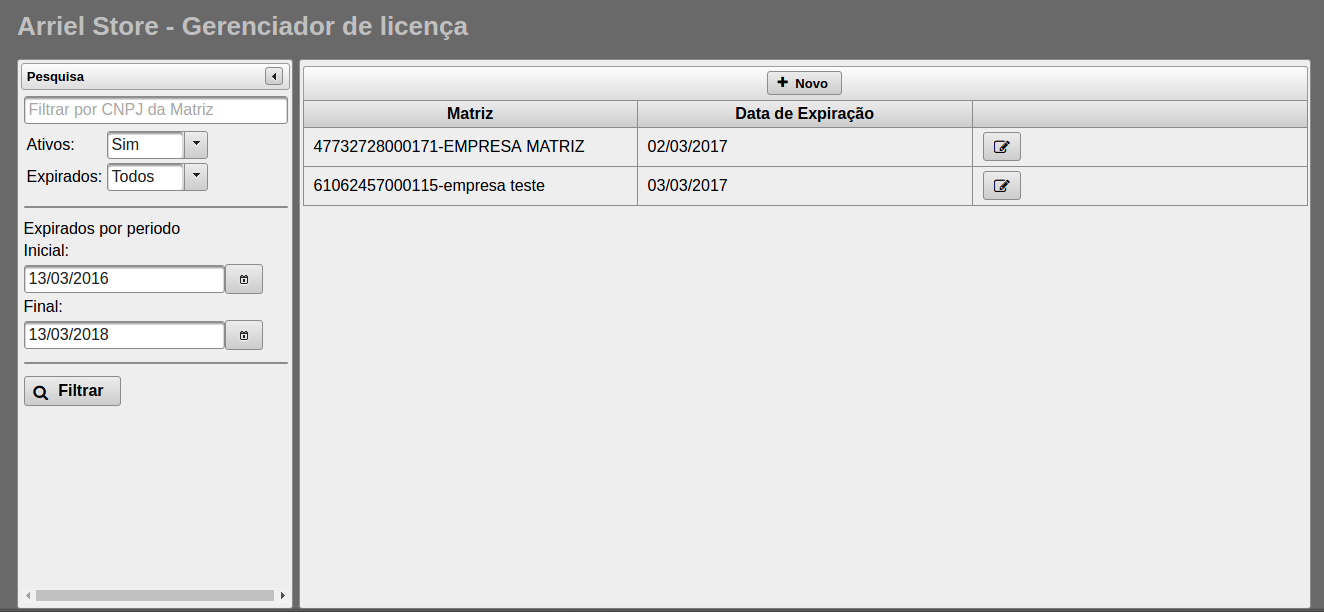 Arriel Store - Gerenciador de licença
Pesquisa
Filtrar por CNPJ da Matriz
Ativos: Sim
Expirados: Todos
Expirados por periodo
Inicial:
13/03/2016
Final:
13/03/2018
Filtrar
Novo
Matriz Data de Expiração
47732728000171-EMPRESA MATRIZ 02/03/2017
61062457000115-empresa teste 03/03/2017